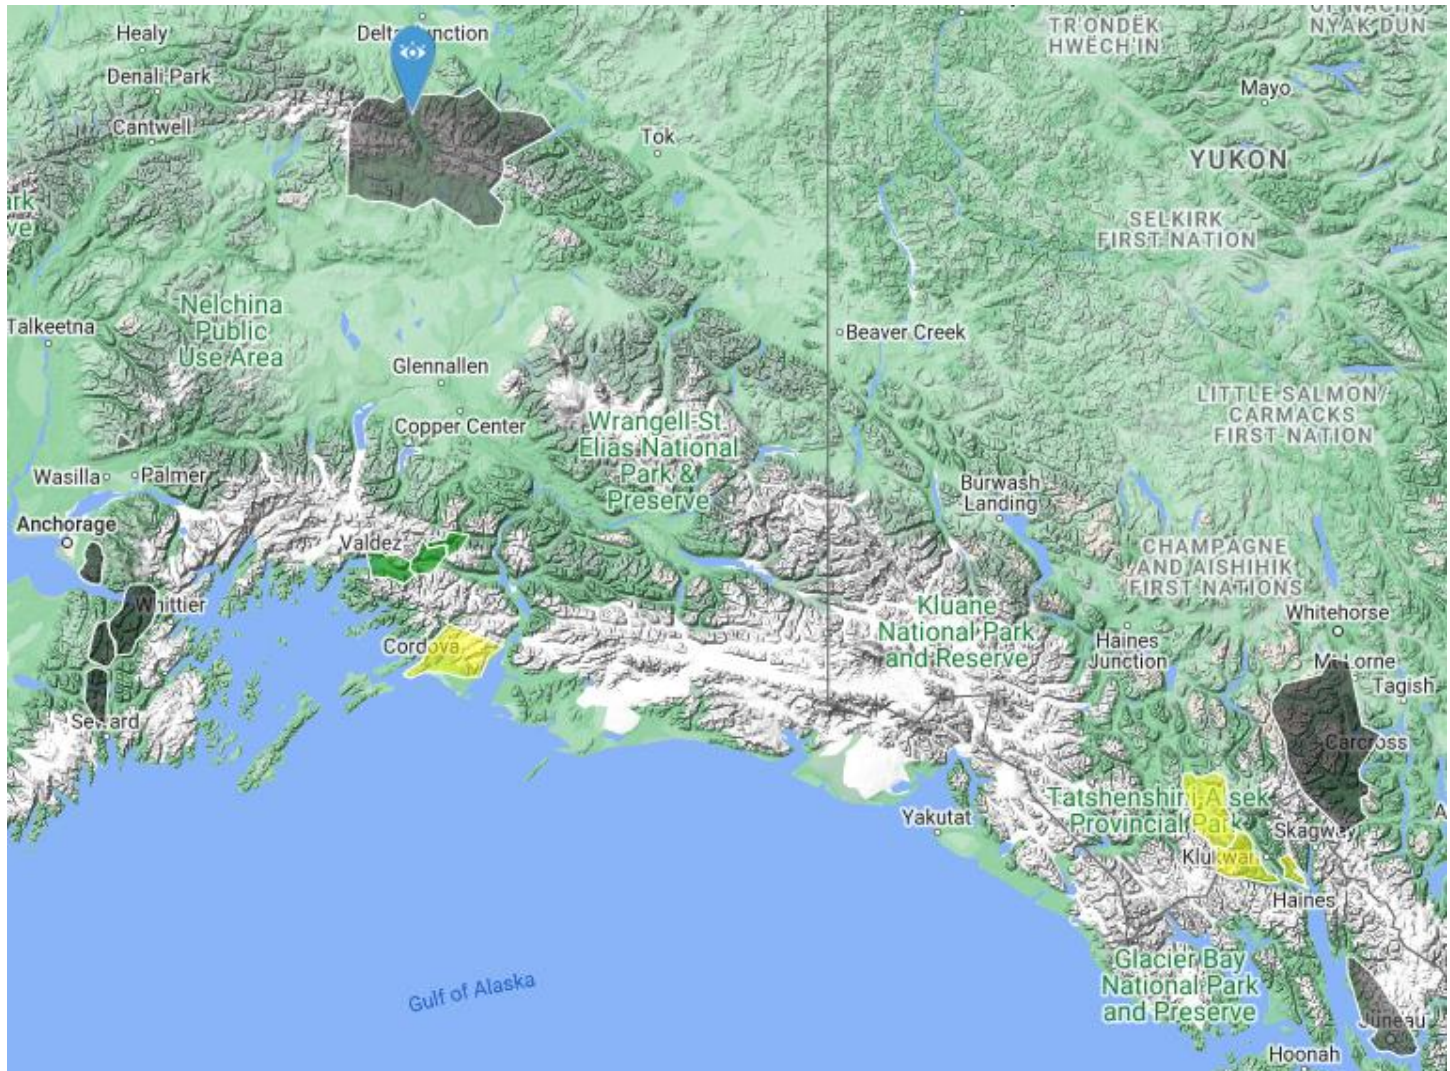 Healy
Delta Junction
Denali Park
Cantwell
Tok
TR'ONDËK
HWËCH'IN
NYAK DUN
Mayo
YUKON
SELKIRK
FIRST NATION
Nelchina
Public
Use Area
Talkeetna
Beaver Creek
Glennallen
Copper Center
Wrangell-St.
Elias National
Park &
Preserve
LITTLE SALMON/
CARMACKS
FIRST NATION
Wasilla
Palmer
Burwash
Landing
Anchorage
Valdez
CHAMPAGNE
AND AISHIHIK
FIRST NATIONS
Whittier
Kluane
National Park
and Reserve
Whitehorse
Cordova
Haines
Junction
Mt Lorne
Tagish
Seward
Carcross
Yakutat
Tatshenshini-Alsek
Provincial Park
Skagway
Klukwan
Haines
Gulf of Alaska
Glacier Bay
National Park
and Preserve
Juneau
Hoonah